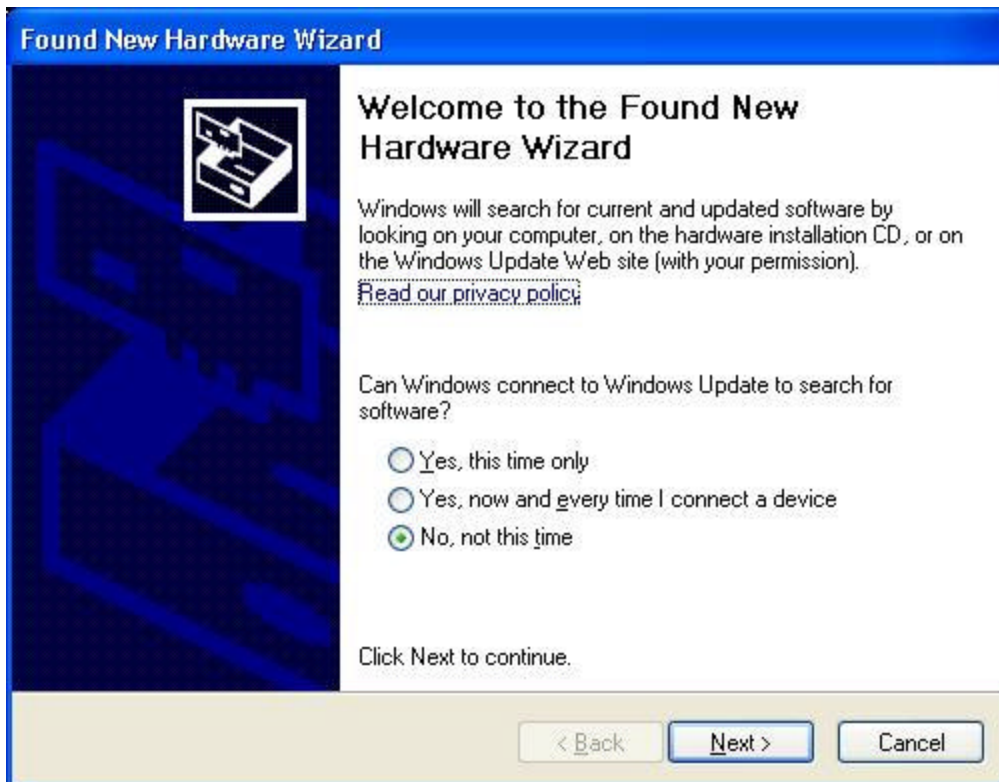 Found New Hardware Wizard
Welcome to the Found New
Hardware Wizard
Windows will search for current and updated software by
looking on your computer, on the hardware installation CD, or on
the Windows Update Web site (with your permission).
Read our privacy policy
Can Windows connect to Windows Update to search for
software?
Yes, this time only
Yes, now and every time I connect a device
No, not this time
Click Next to continue.
< Back Next > Cancel